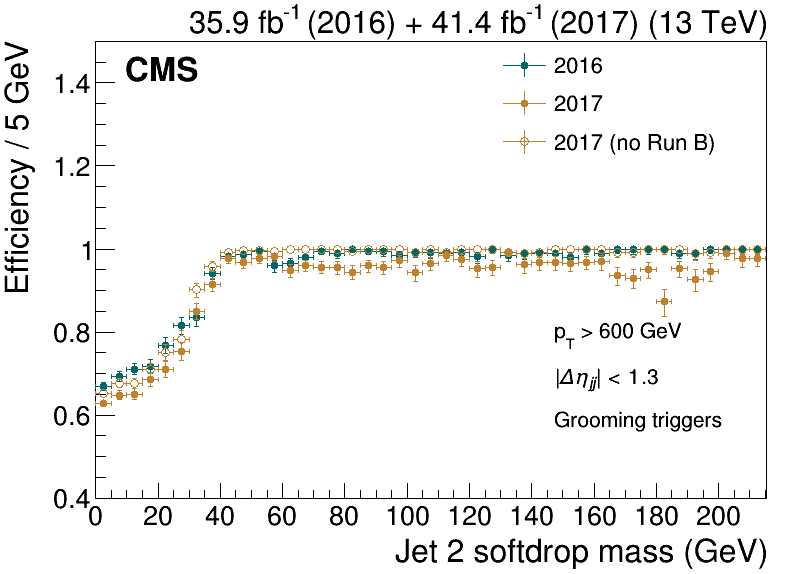 35.9 fb⁻¹ (2016) + 41.4 fb⁻¹ (2017) (13 TeV)
Efficiency / 5 GeV
CMS
2016
2017
2017 (no Run B)
1.4
1.2
1
0.8
0.6
0.4
p_T > 600 GeV
|Δη_jj| < 1.3
Grooming triggers
0 20 40 60 80 100 120 140 160 180 200
Jet 2 softdrop mass (GeV)